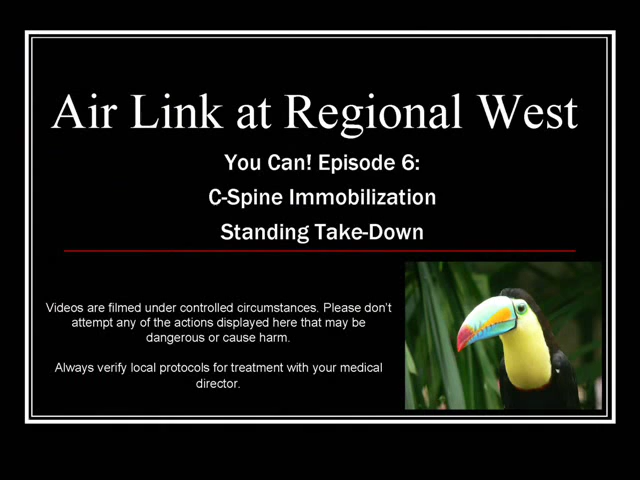 Air Link at Regional West
You Can! Episode 6:
C-Spine Immobilization
Standing Take-Down
Videos are filmed under controlled circumstances. Please don't
attempt any of the actions displayed here that may be
dangerous or cause harm.
Always verify local protocols for treatment with your medical
director.